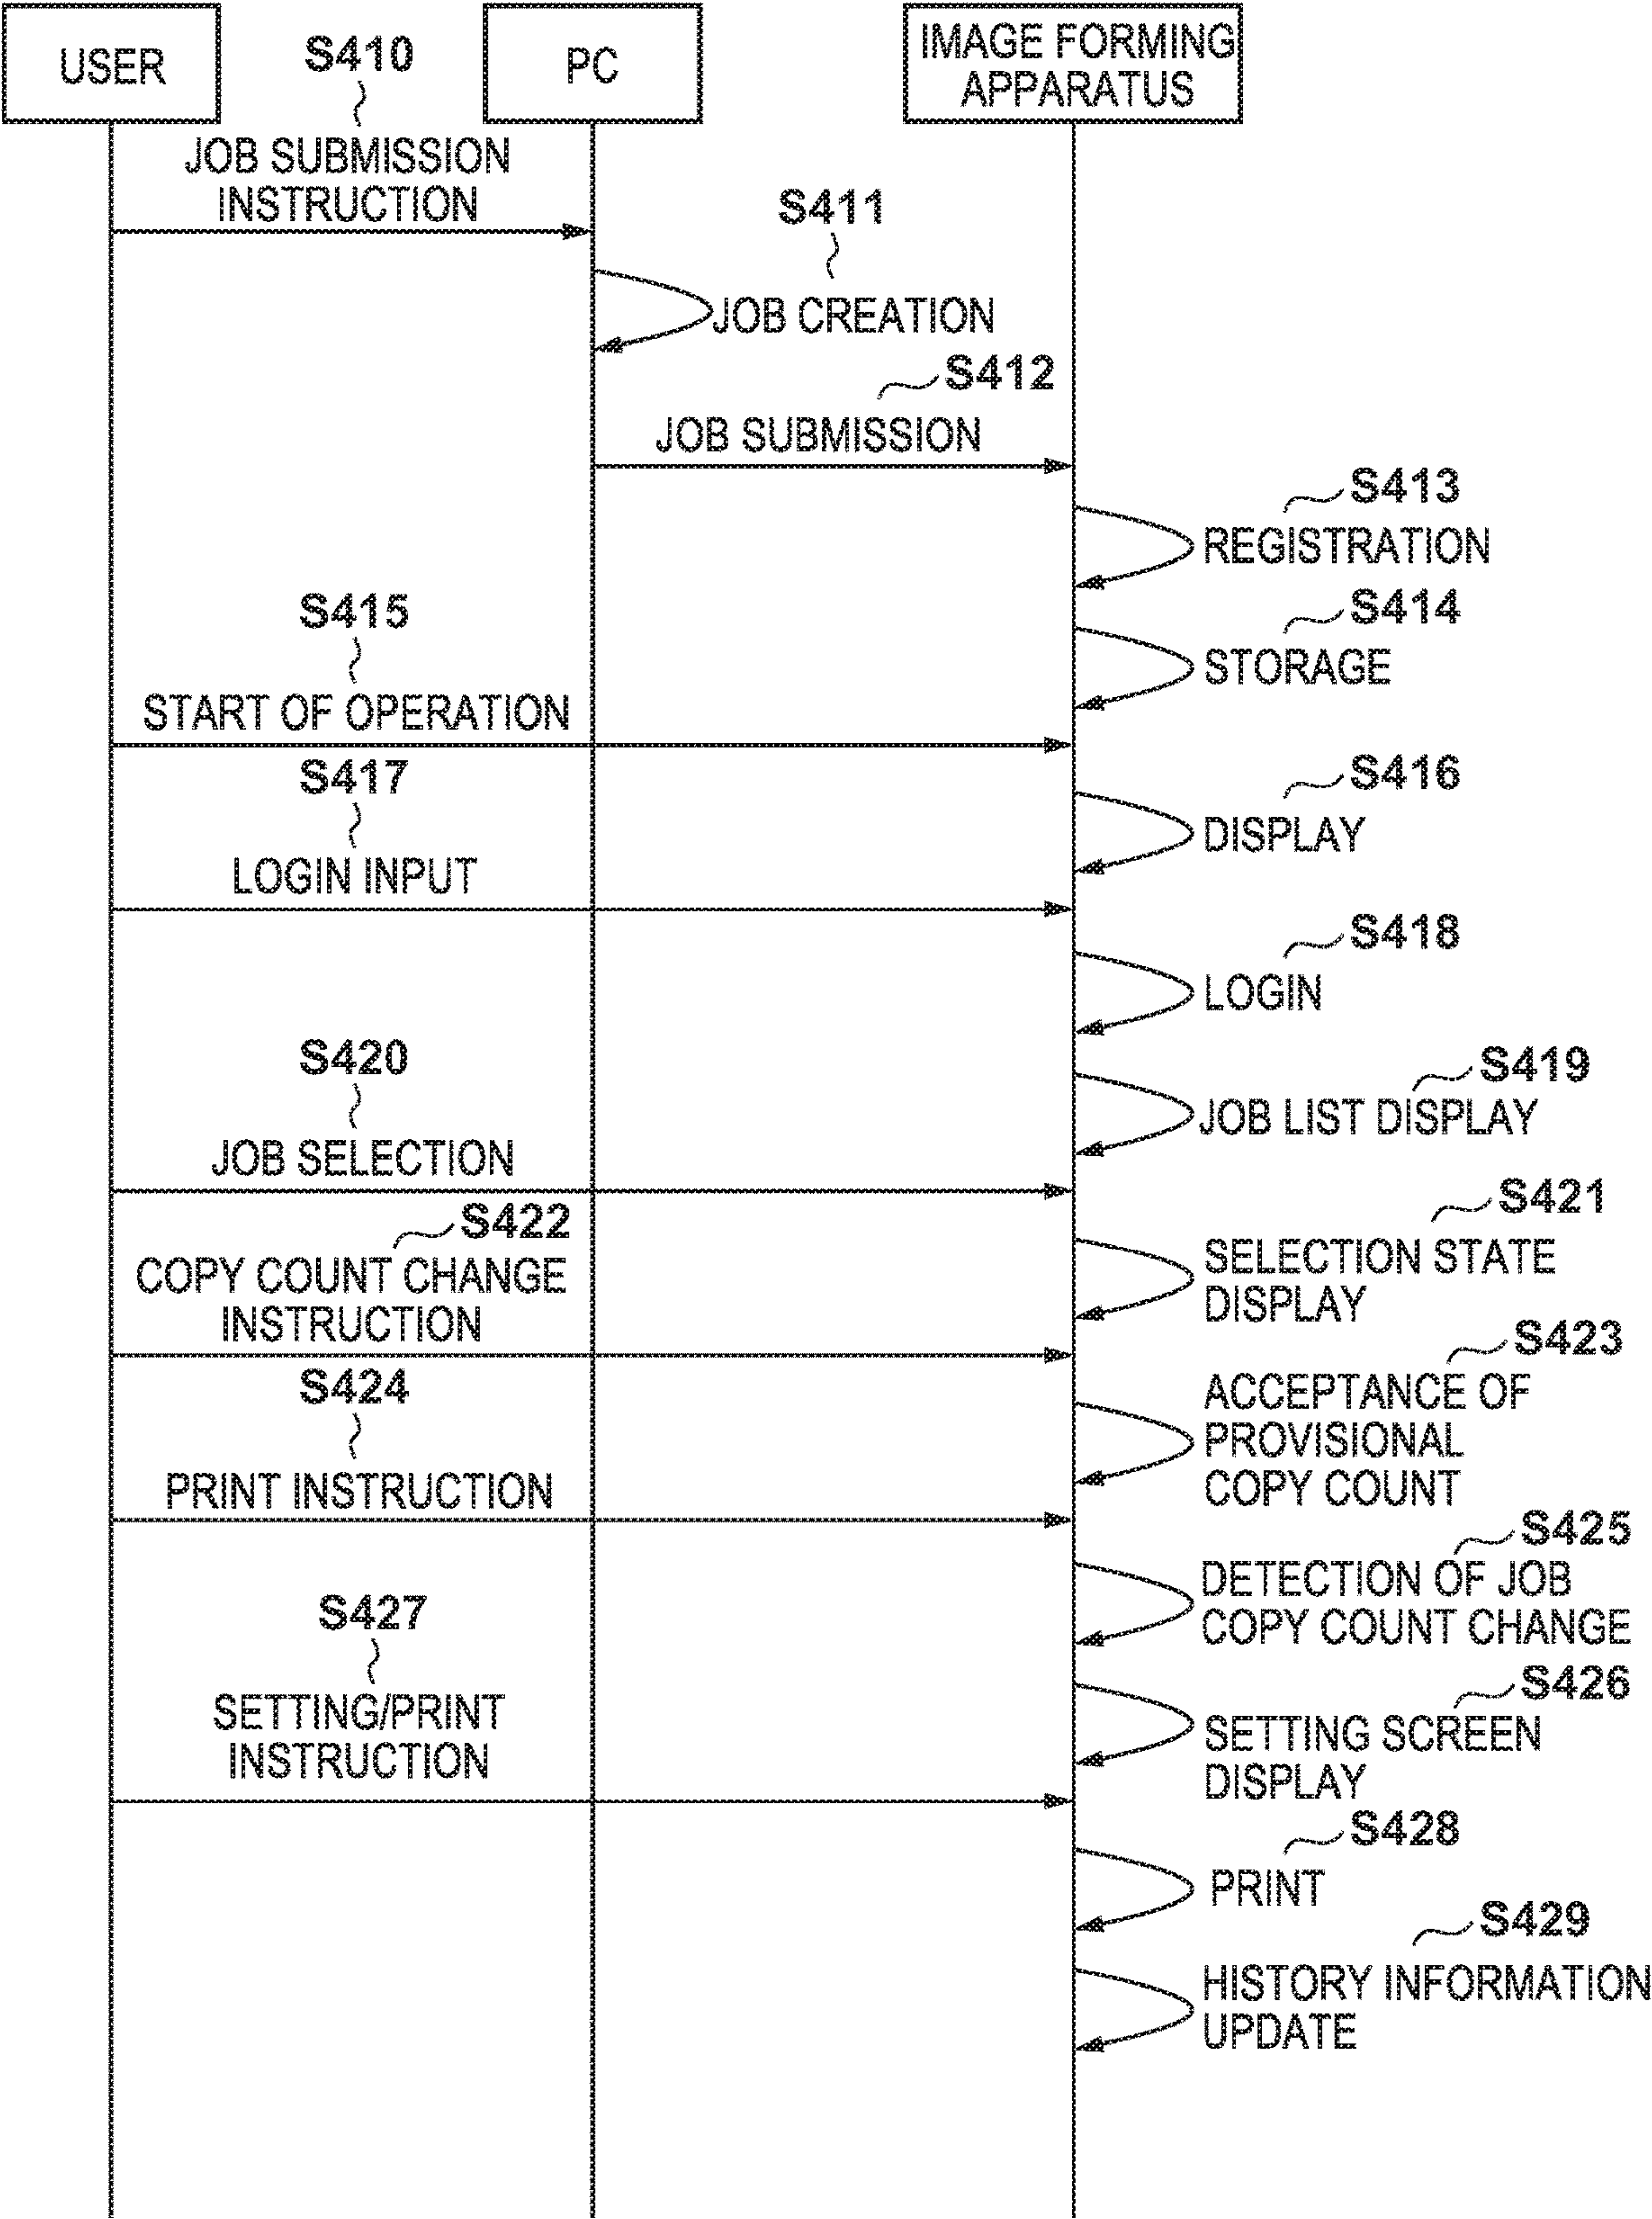 USER
PC
IMAGE FORMING
APPARATUS
S410
JOB SUBMISSION
INSTRUCTION
S411
JOB CREATION
S412
JOB SUBMISSION
S413
REGISTRATION
S414
STORAGE
S415
START OF OPERATION
S416
DISPLAY
S417
LOGIN INPUT
S418
LOGIN
S419
JOB LIST DISPLAY
S420
JOB SELECTION
S421
SELECTION STATE
DISPLAY
S422
COPY COUNT CHANGE
INSTRUCTION
S423
ACCEPTANCE OF
PROVISIONAL
COPY COUNT
S424
PRINT INSTRUCTION
S425
DETECTION OF JOB
COPY COUNT CHANGE
S426
SETTING SCREEN
DISPLAY
S427
SETTING/PRINT
INSTRUCTION
S428
PRINT
S429
HISTORY INFORMATION
UPDATE